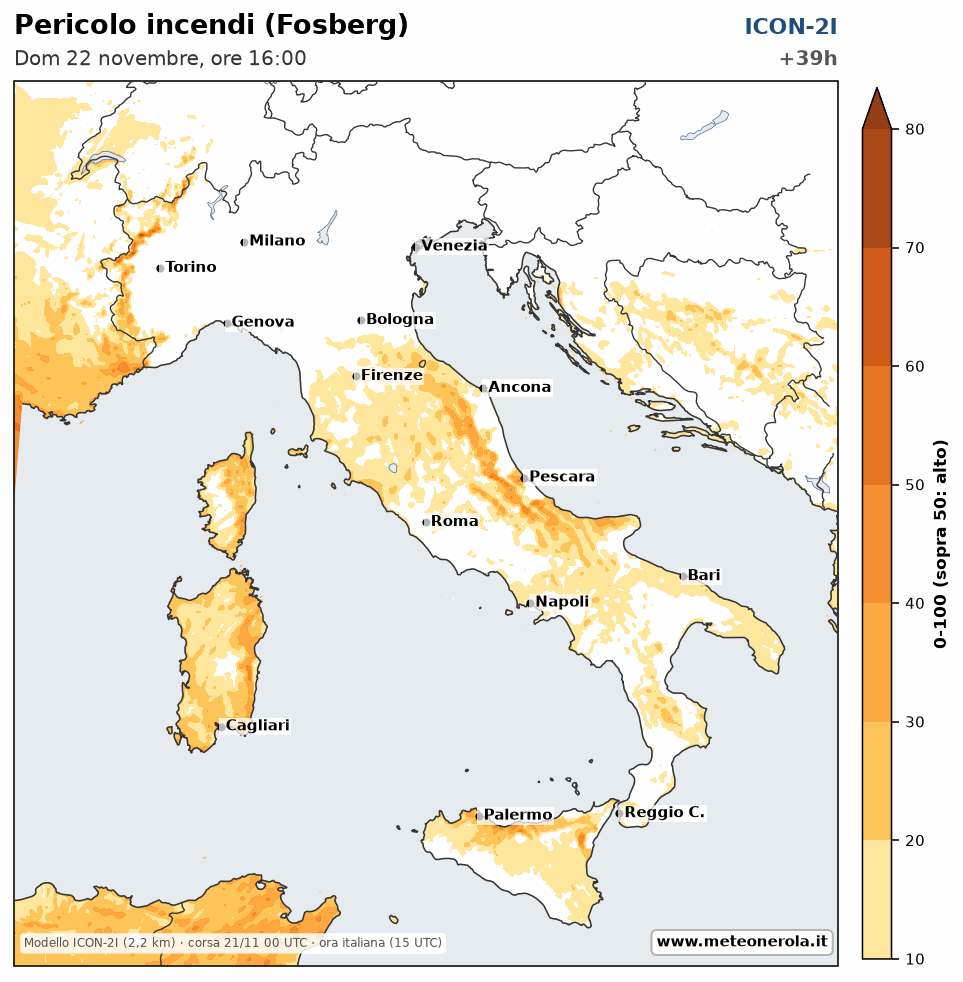 Pericolo incendi (Fosberg)
ICON-2I
Dom 22 novembre, ore 16:00
+39h
80
70
60
50
40
30
20
10
0-100 (sopra 50: alto)
Milano
Venezia
Torino
Genova
Bologna
Firenze
Ancona
Pescara
Roma
Bari
Napoli
Cagliari
Palermo
Reggio C.
Modello ICON-2I (2,2 km) · corsa 21/11 00 UTC · ora italiana (15 UTC)
www.meteonerola.it